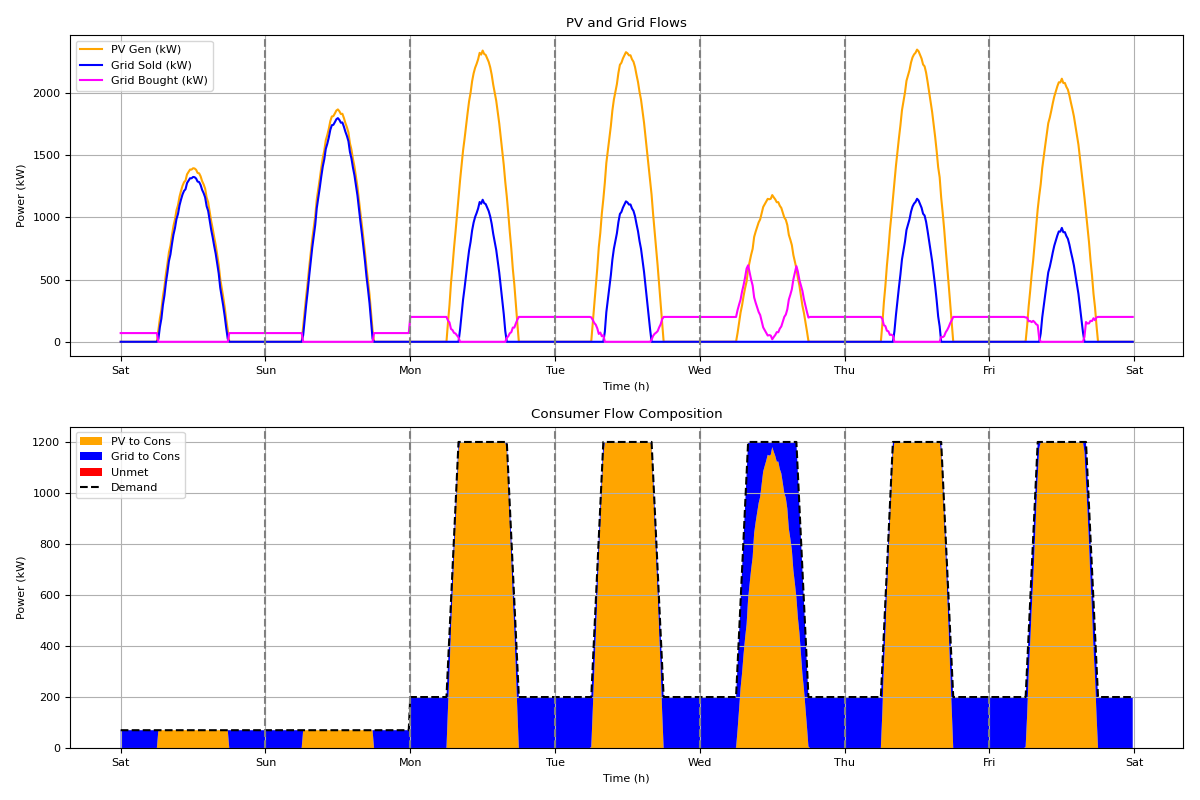 PV and Grid Flows
PV Gen (kW)
Grid Sold (kW)
Grid Bought (kW)
Power (kW)
2000
1500
1000
500
0
Sat Sun Mon Tue Wed Thu Fri Sat
Time (h)
Consumer Flow Composition
PV to Cons
Grid to Cons
Unmet
Demand
Power (kW)
1200
1000
800
600
400
200
0
Sat Sun Mon Tue Wed Thu Fri Sat
Time (h)